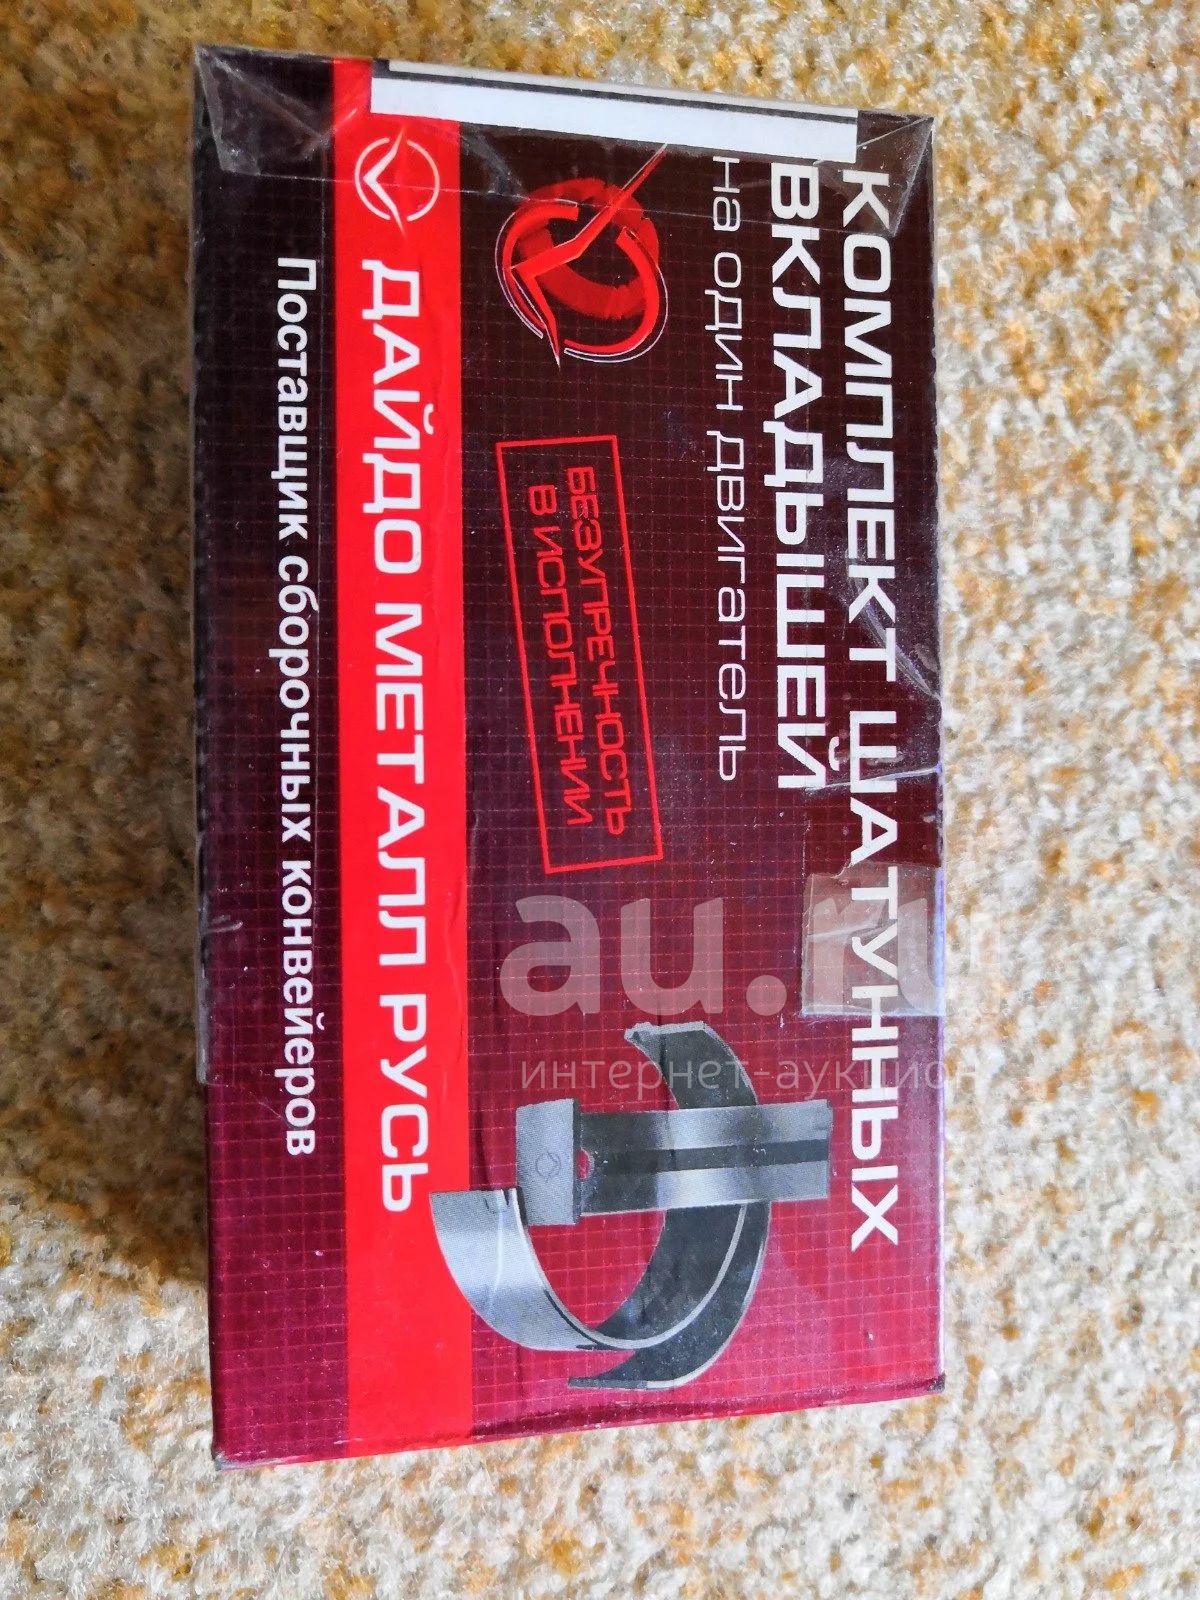 КОМПЛЕКТ ШАТУННЫХ
ВКЛАДЫШЕЙ
на один двигатель
БЕЗУПРЕЧНОСТЬ
В ИСПОЛНЕНИИ
ДАЙДО МЕТАЛЛ РУСЬ
Поставщик сборочных конвейеров
au.ru
интернет-аукцион